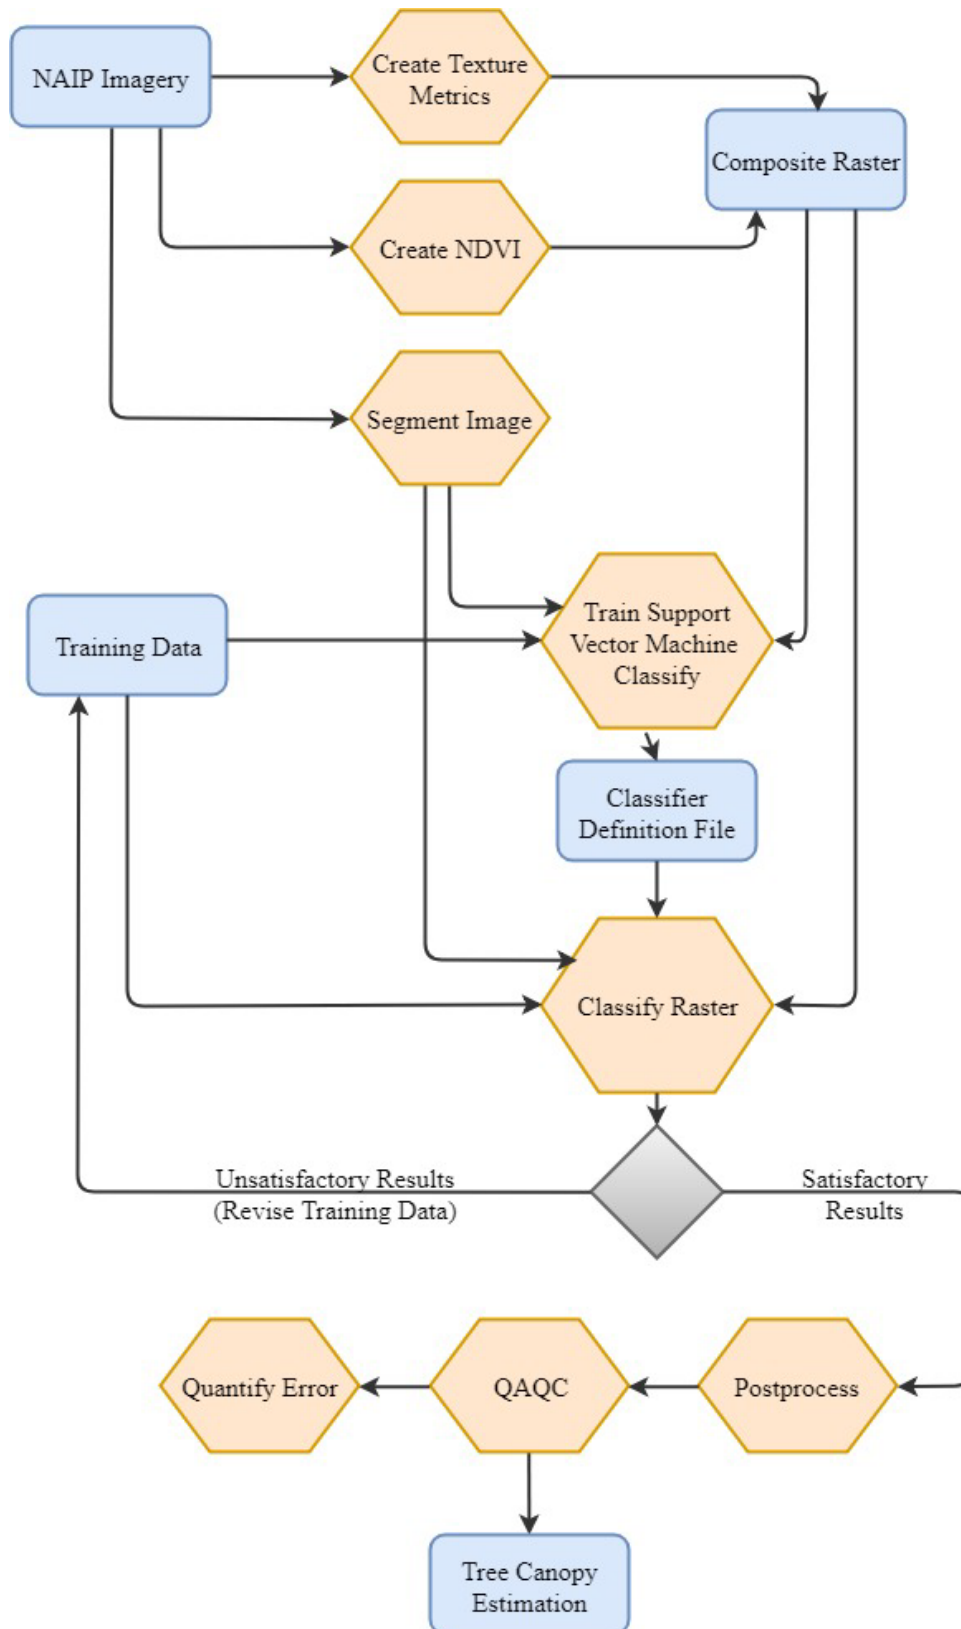 NAIP Imagery
Create Texture
Metrics
Composite Raster
Create NDVI
Segment Image
Train Support
Vector Machine
Classify
Training Data
Classifier
Definition File
Classify Raster
Unsatisfactory Results
(Revise Training Data)
Satisfactory
Results
Quantify Error
QAQC
Postprocess
Tree Canopy
Estimation